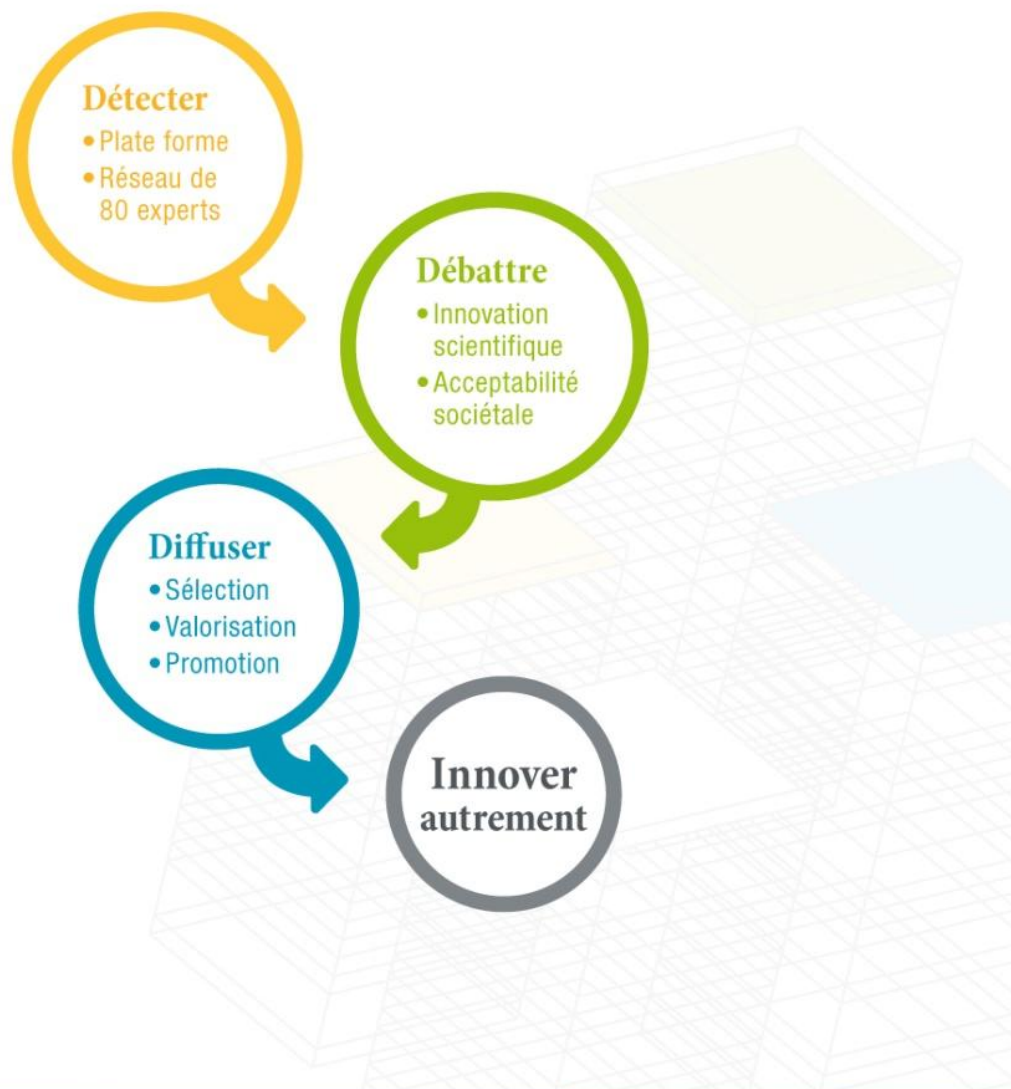 Détecter
• Plate forme
• Réseau de
80 experts
Débattre
• Innovation
scientifique
• Acceptabilité
sociétale
Diffuser
• Sélection
• Valorisation
• Promotion
Innover
autrement